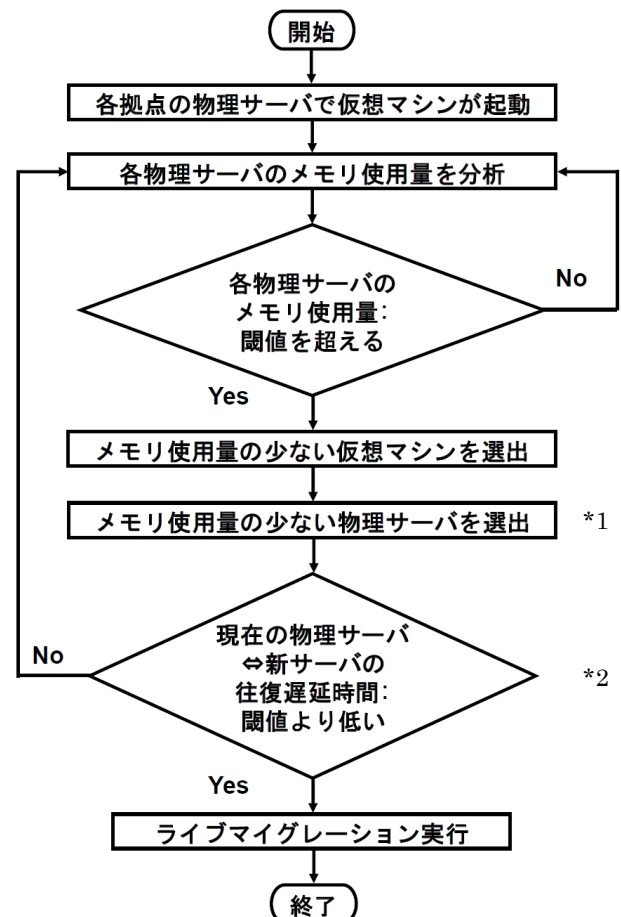 開始
各拠点の物理サーバで仮想マシンが起動
各物理サーバのメモリ使用量を分析
各物理サーバの
メモリ使用量:
閾値を超える
No
Yes
メモリ使用量の少ない仮想マシンを選出
メモリ使用量の少ない物理サーバを選出
*1
現在の物理サーバ
⇔新サーバの
往復遅延時間:
閾値より低い
No
*2
Yes
ライブマイグレーション実行
終了